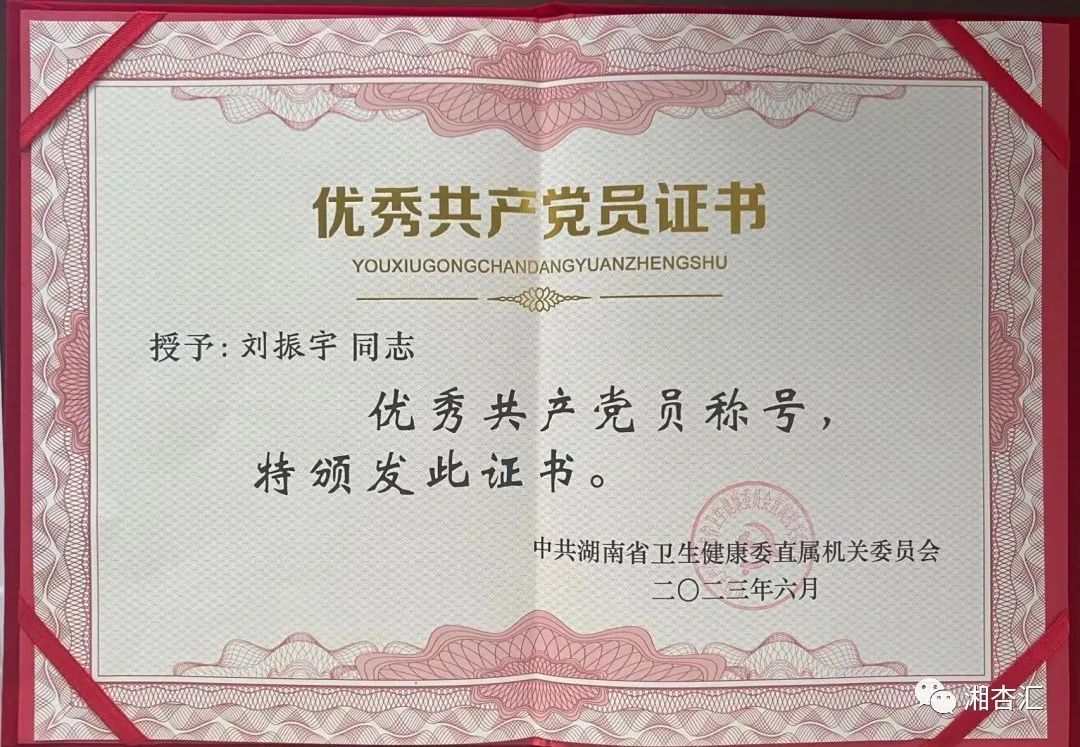 优秀共产党员证书
YOUXIUGONGCHANDANGYUANZHENGSHU
授予：刘振宇 同志
优秀共产党员称号，
特颁发此证书。
中共湖南省卫生健康委直属机关委员会
二〇二三年六月
湘杏汇